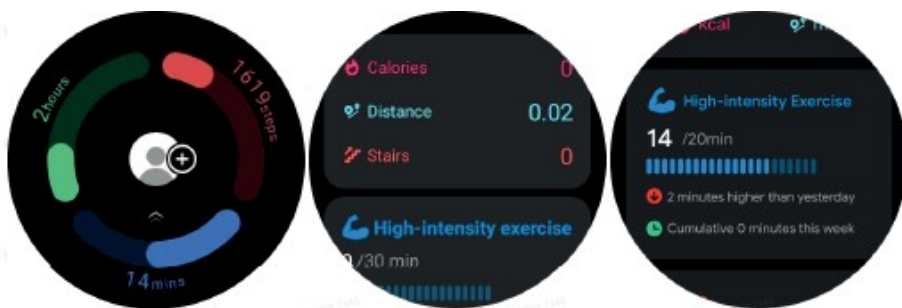 2hours
1619steps
14mins
Calories 0
Distance 0.02
Stairs 0
High-intensity exercise
/30 min
kcal
High-intensity Exercise
14 /20min
2 minutes higher than yesterday
Cumulative 0 minutes this week